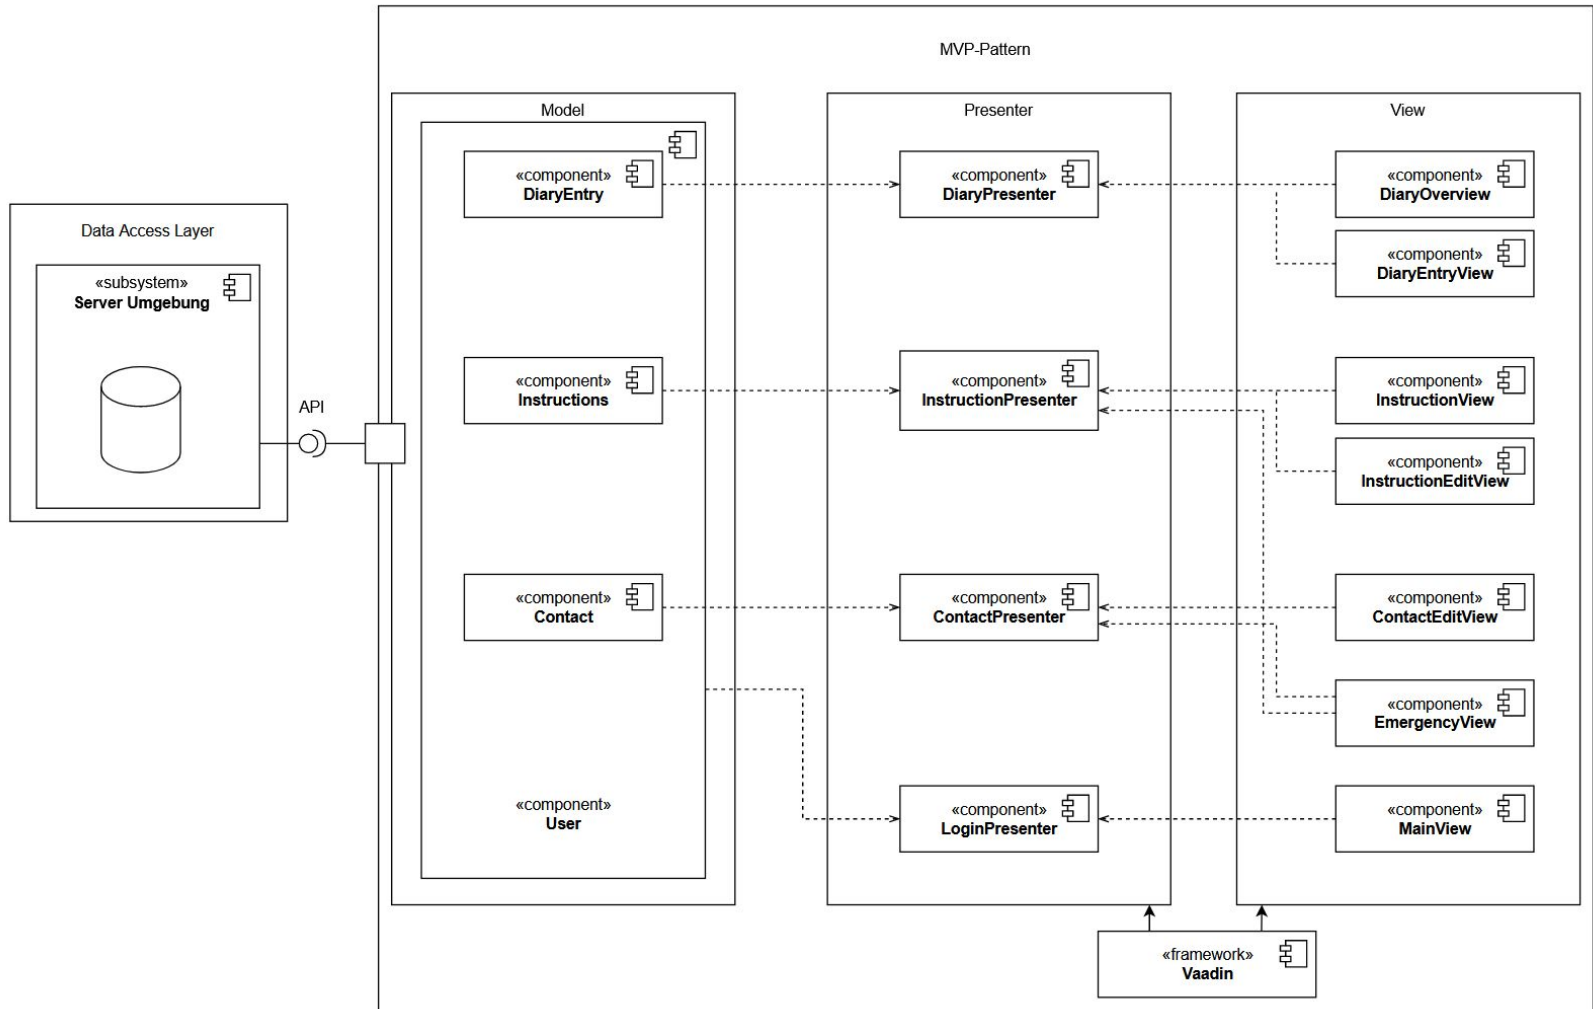 MVP-Pattern
Model
Presenter
View
«component»
DiaryEntry
«component»
DiaryPresenter
«component»
DiaryOverview
«component»
DiaryEntryView
Data Access Layer
«subsystem»
Server Umgebung
API
«component»
Instructions
«component»
InstructionPresenter
«component»
InstructionView
«component»
InstructionEditView
«component»
Contact
«component»
ContactPresenter
«component»
ContactEditView
«component»
EmergencyView
«component»
User
«component»
LoginPresenter
«component»
MainView
«framework»
Vaadin